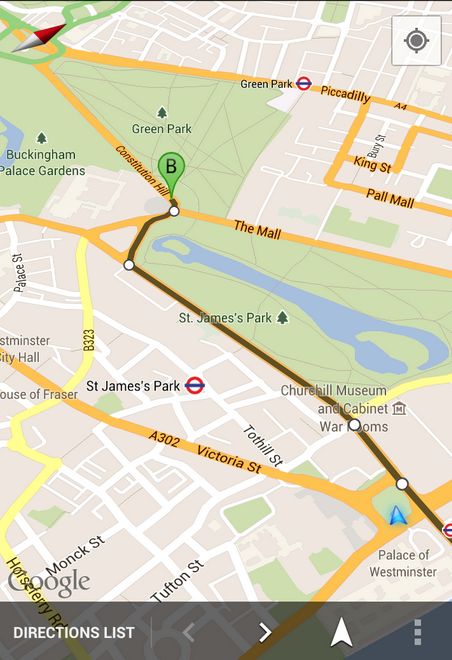 Green Park
Piccadilly
A4
Green Park
Bury St
King St
Constitution Hill
Buckingham
Palace Gardens
B
Pall Mall
The Mall
Palace St
St. James's Park
stminster
City Hall
B323
St James's Park
ouse of Fraser
Churchill Museum
and Cabinet
War Rooms
A302
Victoria St
Tothill St
Palace of
Westminster
Monck St
Tufton St
Horseferry Rd
Google
DIRECTIONS LIST